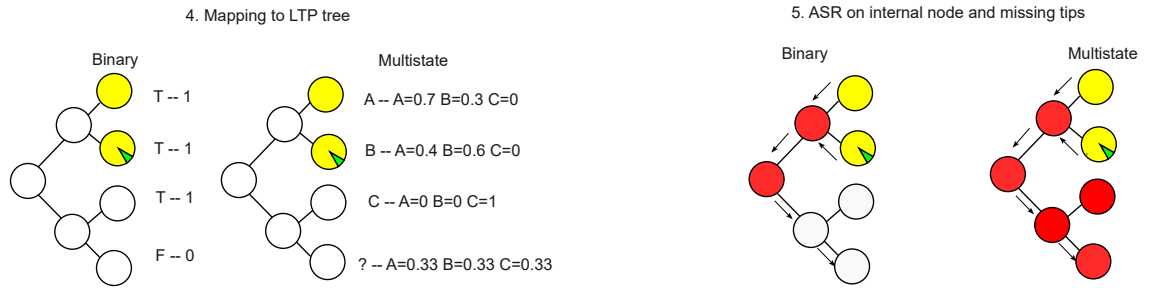 4. Mapping to LTP tree
Binary
T -- 1
T -- 1
T -- 1
F -- 0
Multistate
A -- A=0.7 B=0.3 C=0
B -- A=0.4 B=0.6 C=0
C -- A=0 B=0 C=1
? -- A=0.33 B=0.33 C=0.33
5. ASR on internal node and missing tips
Binary
Multistate